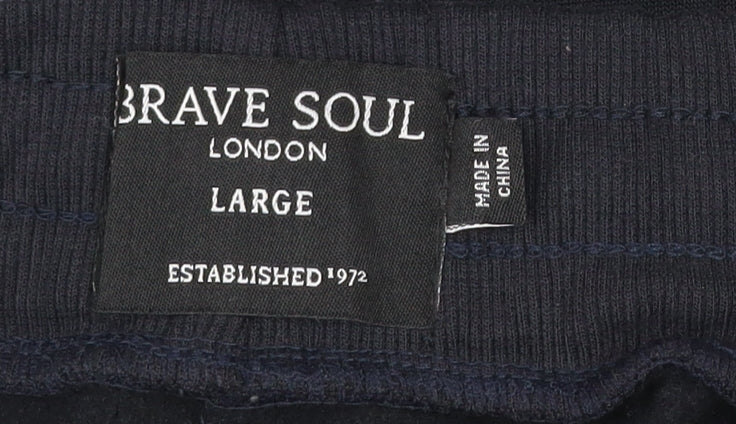 BRAVE SOUL
LONDON
LARGE
ESTABLISHED 1972
MADE IN
CHINA